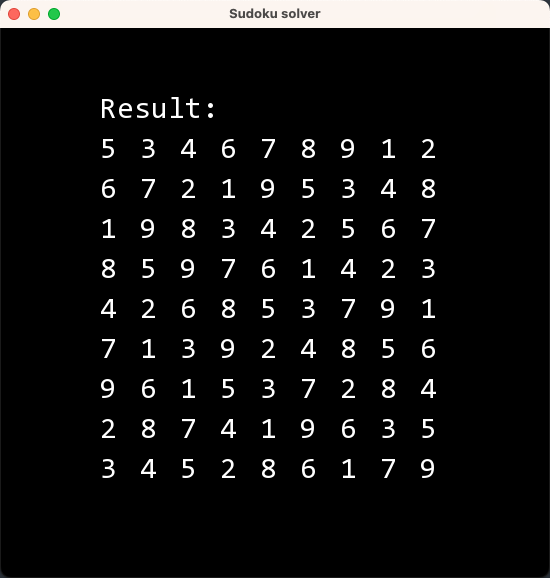 Sudoku solver
Result:
5 3 4 6 7 8 9 1 2
6 7 2 1 9 5 3 4 8
1 9 8 3 4 2 5 6 7
8 5 9 7 6 1 4 2 3
4 2 6 8 5 3 7 9 1
7 1 3 9 2 4 8 5 6
9 6 1 5 3 7 2 8 4
2 8 7 4 1 9 6 3 5
3 4 5 2 8 6 1 7 9